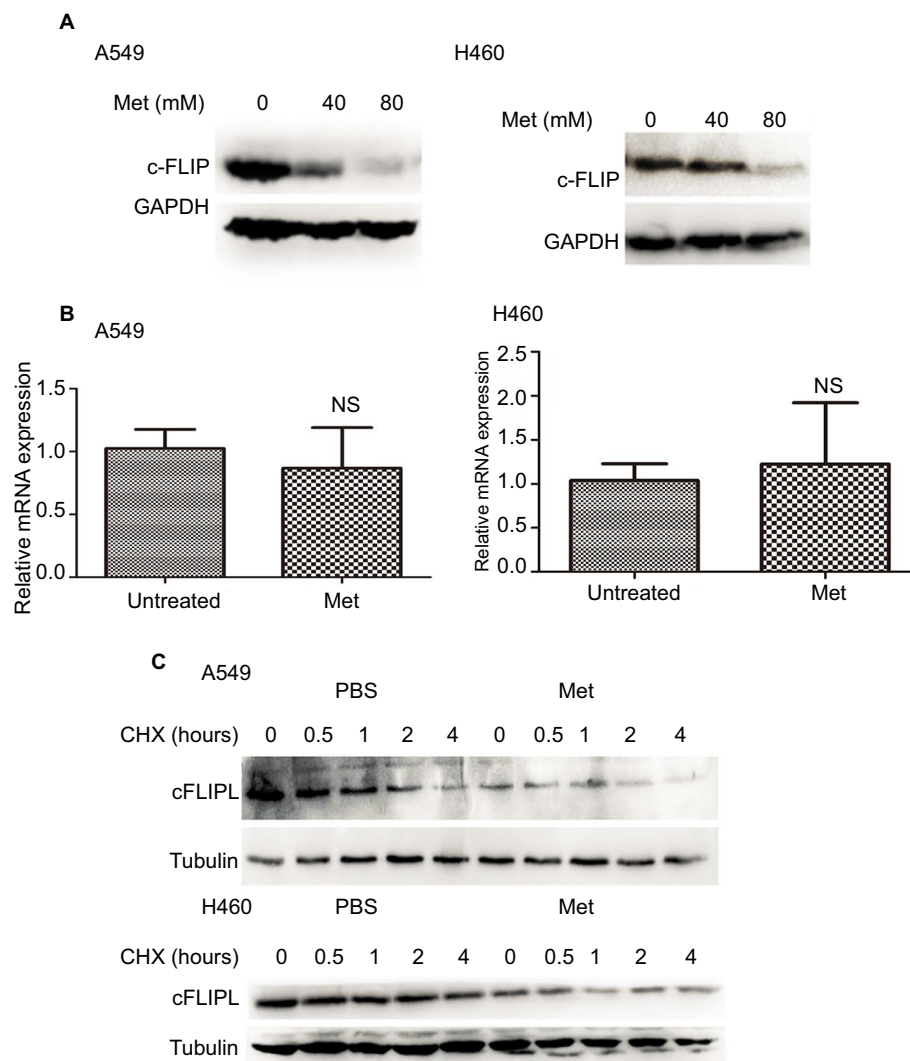 A
A549
H460
Met (mM) 0 40 80
Met (mM) 0 40 80
c-FLIP
GAPDH
c-FLIP
GAPDH
B
A549
H460
Relative mRNA expression
1.5
1.0
0.5
0.0
NS
Untreated Met
Relative mRNA expression
2.5
2.0
1.5
1.0
0.5
0.0
NS
Untreated Met
C
A549
PBS Met
CHX (hours) 0 0.5 1 2 4 0 0.5 1 2 4
cFLIPL
Tubulin
H460 PBS Met
CHX (hours) 0 0.5 1 2 4 0 0.5 1 2 4
cFLIPL
Tubulin